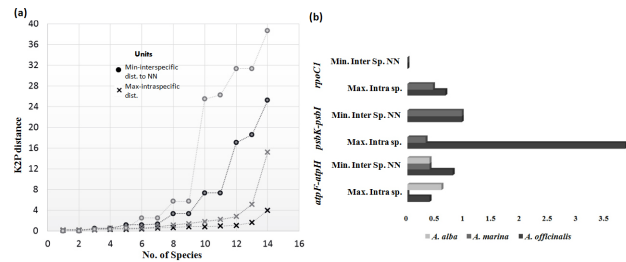 (a)
40
36
32
28
24
20
16
12
8
4
0
K2P distance
Units
Min-interspecific dist. to NN
Max-intraspecific dist.
0 2 4 6 8 10 12 14 16
No. of Species
(b)
rpoC1
Min. Inter Sp. NN
Max. Intra sp.
psbK-psbI
Min. Inter Sp. NN
Max. Intra sp.
atpF-atpH
Min. Inter Sp. NN
Max. Intra sp.
0 0.5 1 1.5 2 2.5 3 3.5
A. alba A. marina A. officinalis